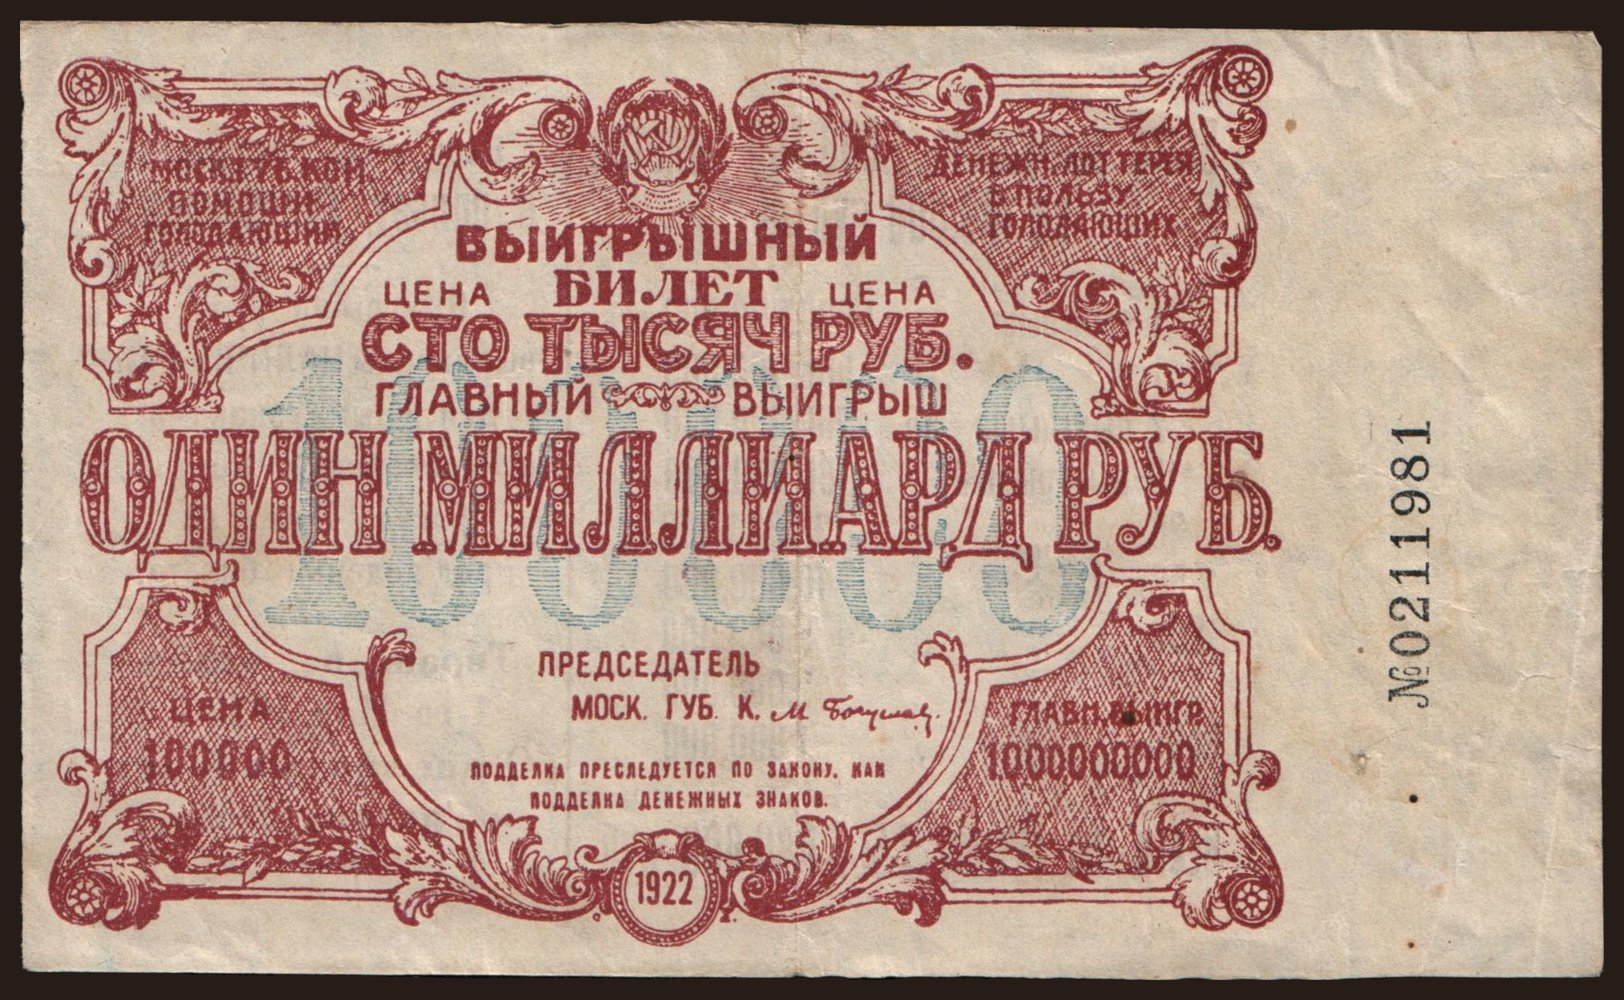 МОСК.ГУБ.КОМ
ПОМОЩИ
ГОЛОДАЮЩИМ
ДЕНЕЖН. ЛОТТЕРЕЯ
В ПОЛЬЗУ
ГОЛОДАЮЩИХ
ВЫИГРЫШНЫЙ
ЦЕНА БИЛЕТ ЦЕНА
СТО ТЫСЯЧ РУБ.
ГЛАВНЫЙ ВЫИГРЫШ
100000
ОДИН МИЛЛИАРД РУБ.
ПРЕДСЕДАТЕЛЬ
МОСК. ГУБ. К.
ЦЕНА
100000
ГЛАВН.ВЫИГР.
1000000000
ПОДДЕЛКА ПРЕСЛЕДУЕТСЯ ПО ЗАКОНУ, КАК
ПОДДЕЛКА ДЕНЕЖНЫХ ЗНАКОВ.
1922
№0211981